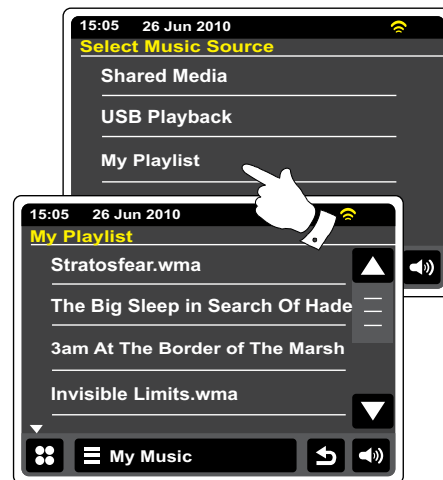 15:05 26 Jun 2010
Select Music Source
Shared Media
USB Playback
My Playlist
15:05 26 Jun 2010
My Playlist
Stratosfear.wma
The Big Sleep in Search Of Hade
3am At The Border of The Marsh
Invisible Limits.wma
My Music